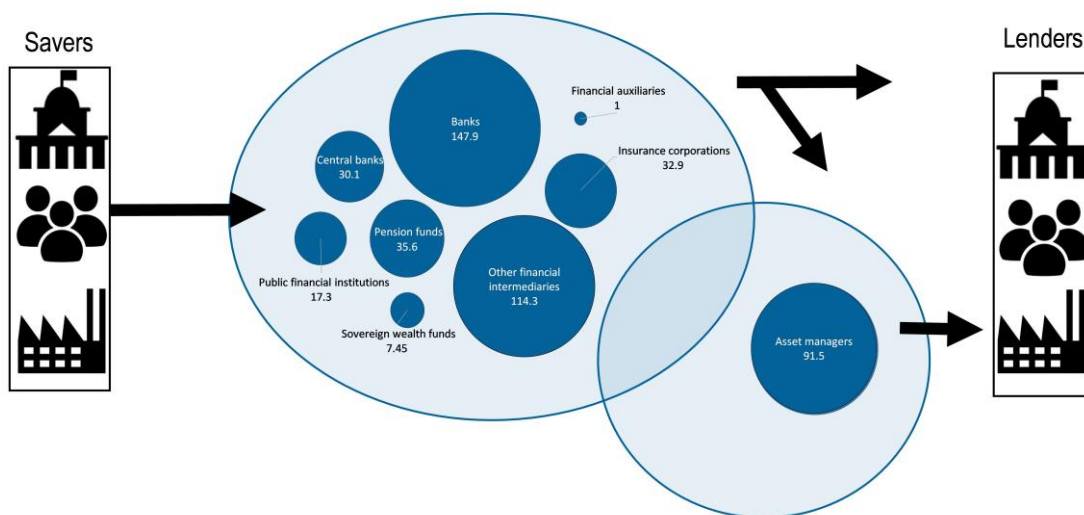 Savers
Lenders
Financial auxiliaries
1
Banks
147.9
Insurance corporations
32.9
Central banks
30.1
Pension funds
35.6
Public financial institutions
17.3
Other financial
intermediaries
114.3
Sovereign wealth funds
7.45
Asset managers
91.5